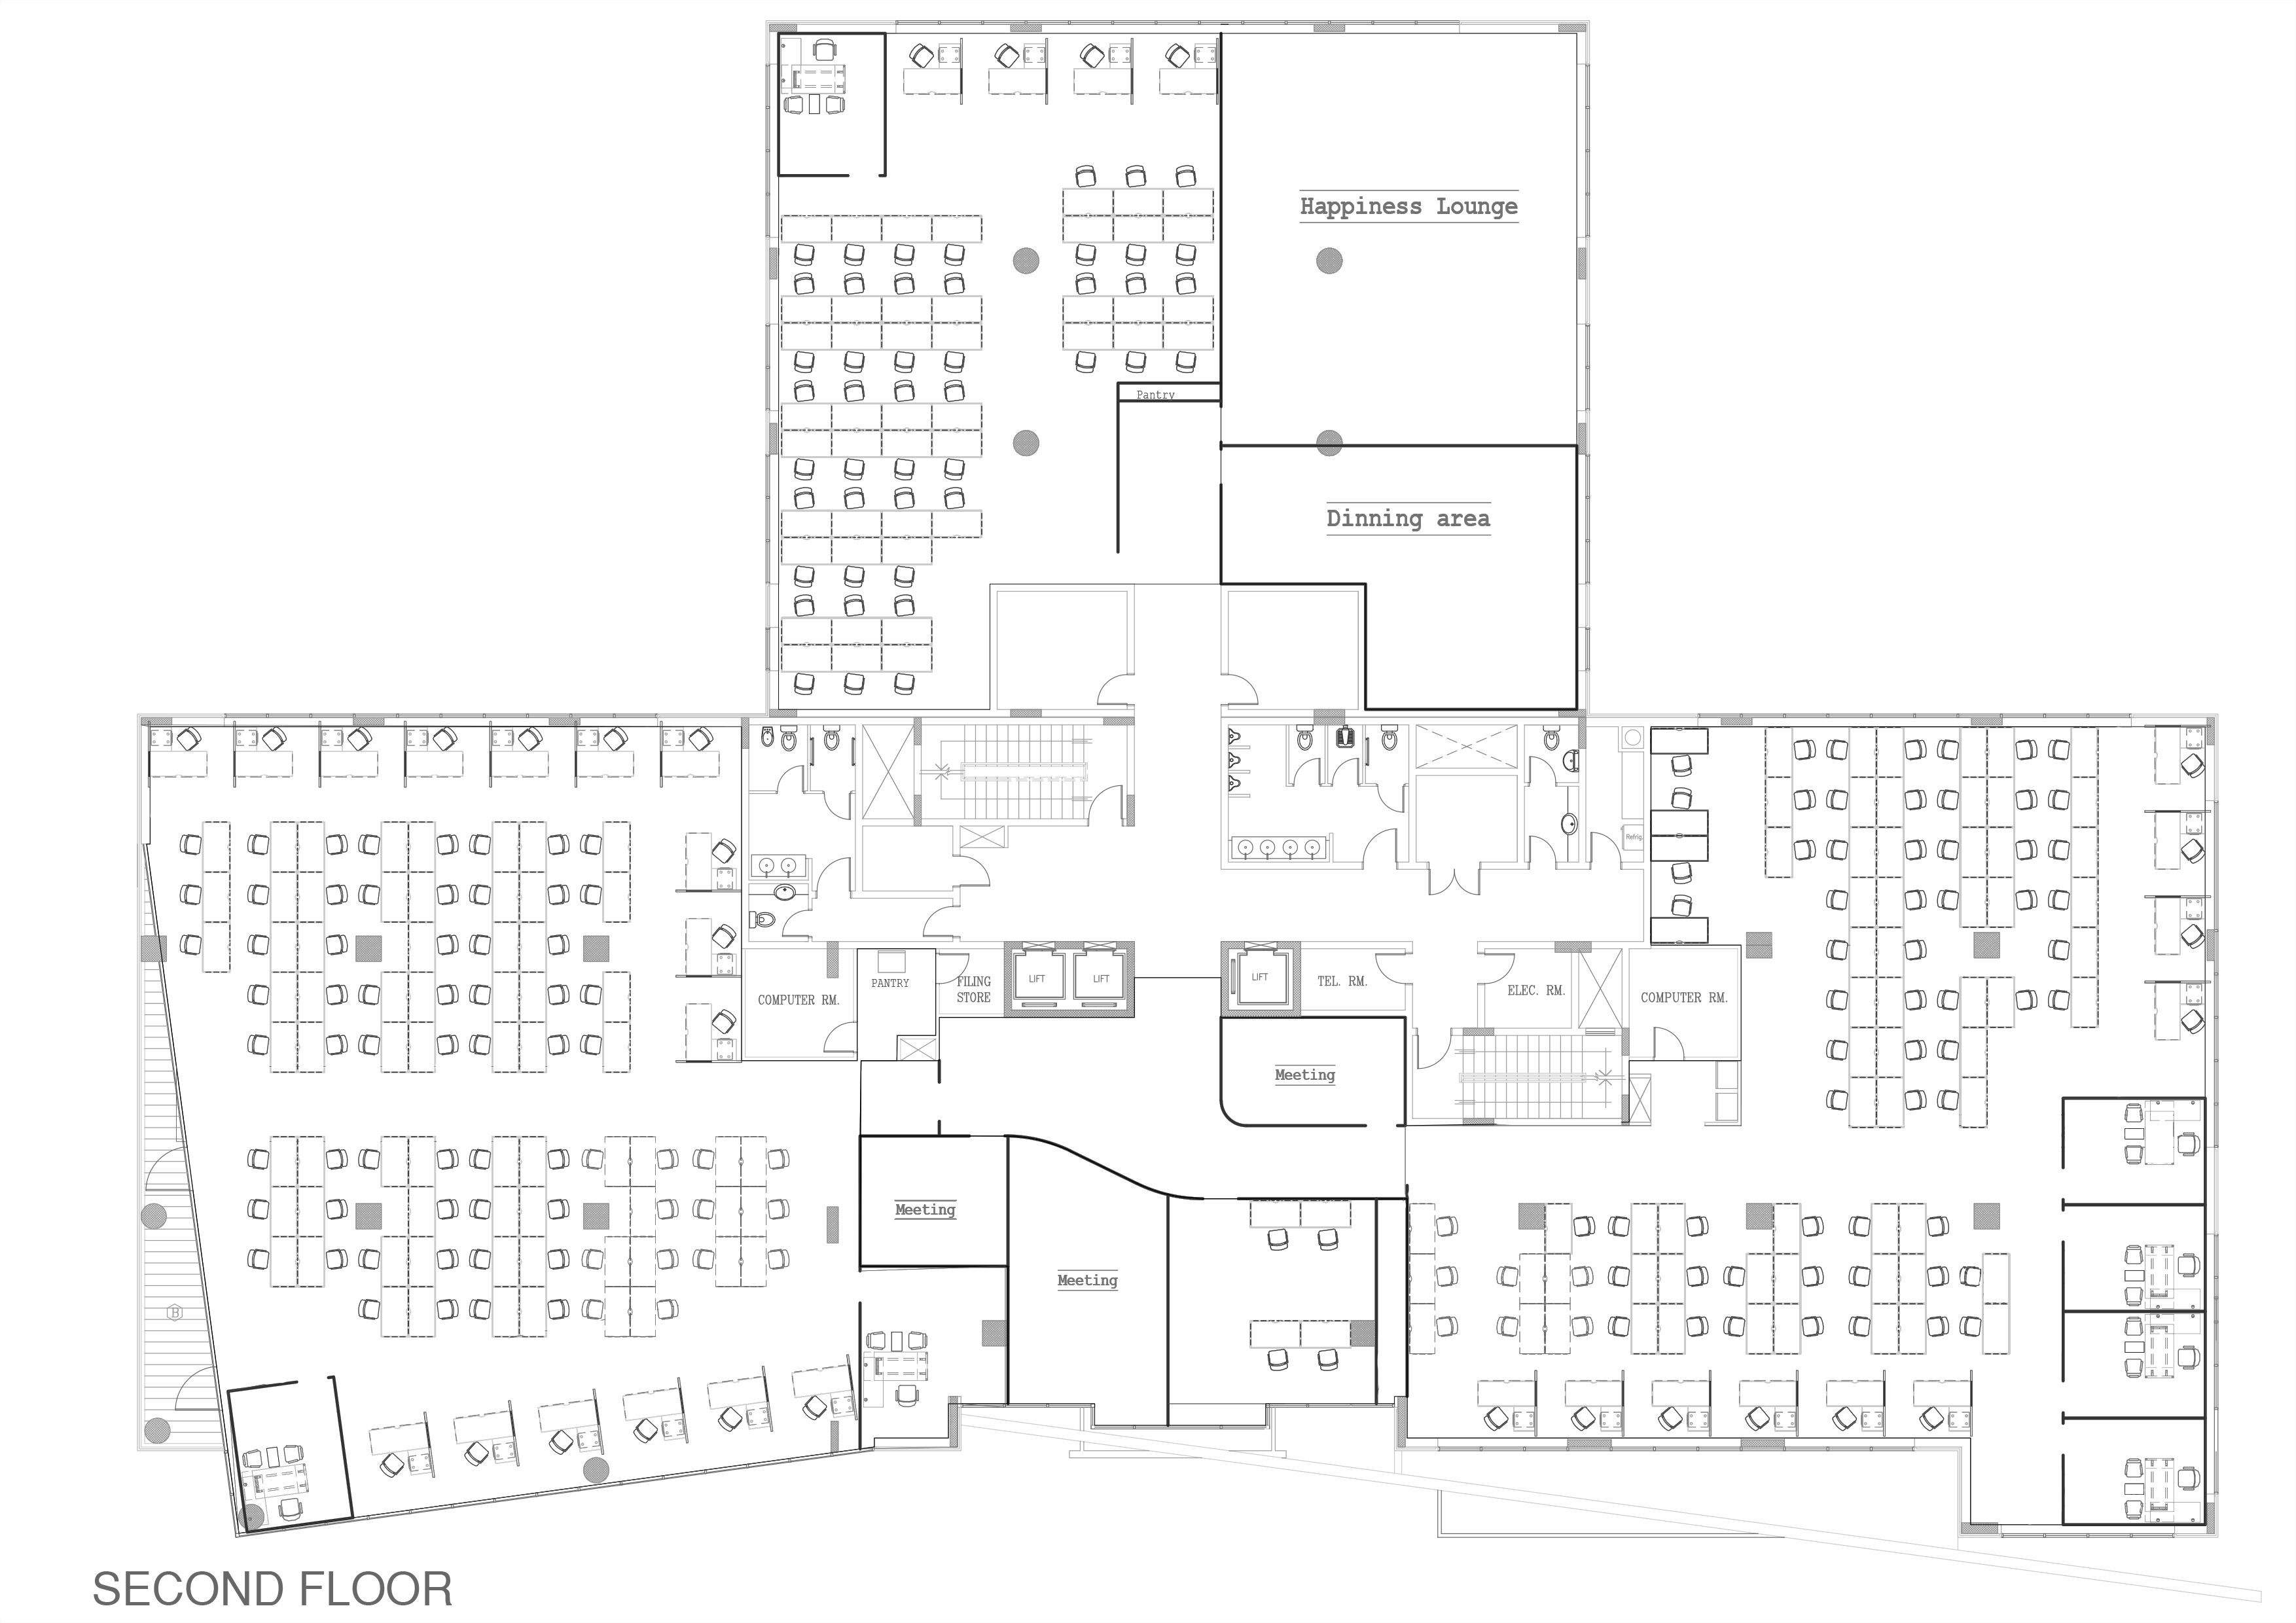 Happiness Lounge
Pantry
Dinning area
Refrig.
COMPUTER RM.
PANTRY
FILING
STORE
LIFT
LIFT
LIFT
TEL. RM.
ELEC. RM.
COMPUTER RM.
Meeting
Meeting
Meeting
B
SECOND FLOOR